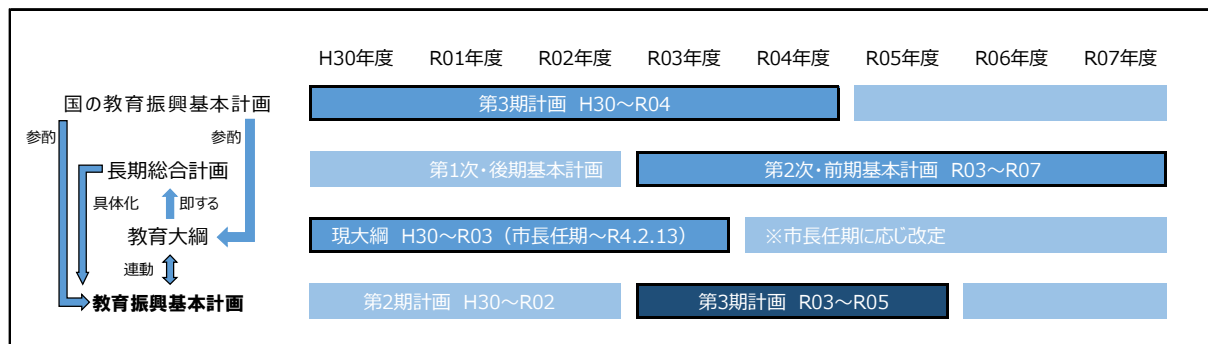 H30年度 R01年度 R02年度 R03年度 R04年度 R05年度 R06年度 R07年度
国の教育振興基本計画
第3期計画 H30～R04
参酌 参酌
長期総合計画
第1次・後期基本計画
第2次・前期基本計画 R03～R07
具体化 即する
教育大綱
現大綱 H30～R03（市長任期～R4.2.13）
※市長任期に応じ改定
連動
教育振興基本計画
第2期計画 H30～R02
第3期計画 R03～R05